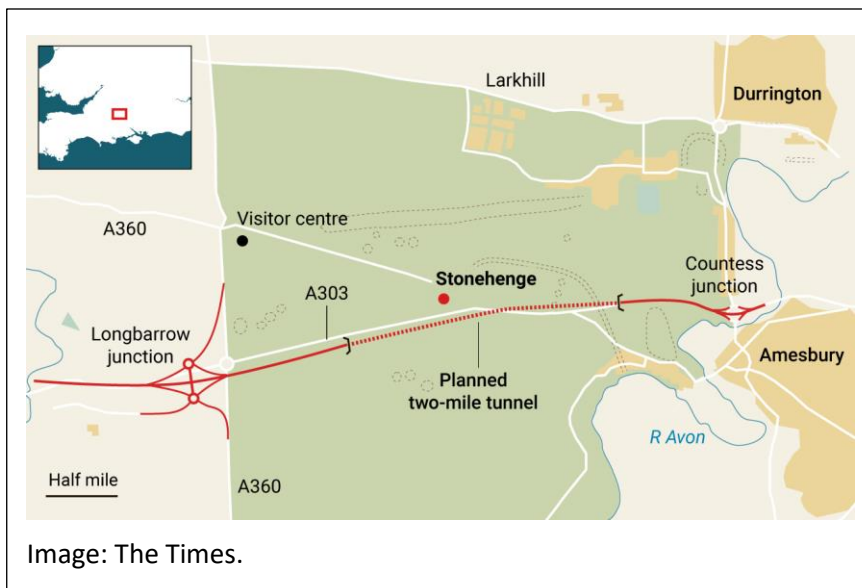 Larkhill
Durrington
Visitor centre
A360
Stonehenge
Countess
junction
A303
Longbarrow
junction
Amesbury
Planned
two-mile tunnel
R Avon
Half mile
A360
Image: The Times.